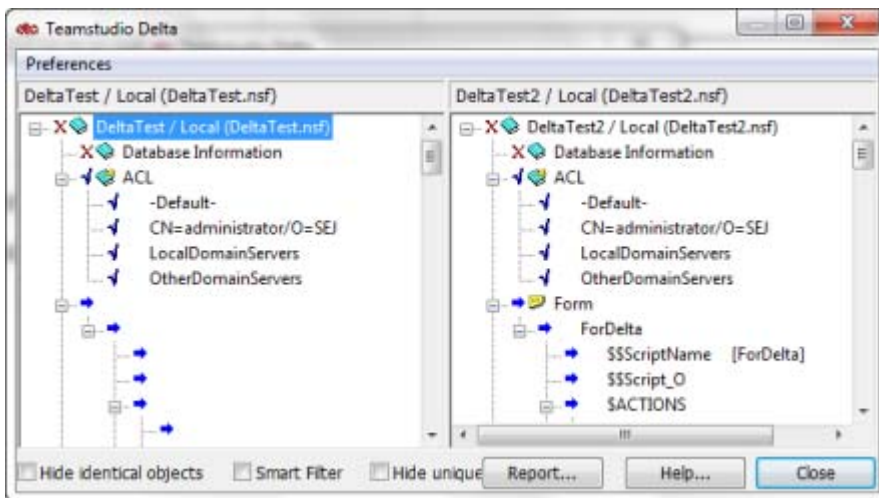 Teamstudio Delta
Preferences
DeltaTest / Local (DeltaTest.nsf)
DeltaTest / Local (DeltaTest.nsf)
Database Information
ACL
-Default-
CN=administrator/O=SEJ
LocalDomainServers
OtherDomainServers
DeltaTest2 / Local (DeltaTest2.nsf)
DeltaTest2 / Local (DeltaTest2.nsf)
Database Information
ACL
-Default-
CN=administrator/O=SEJ
LocalDomainServers
OtherDomainServers
Form
ForDelta
$$ScriptName [ForDelta]
$$Script_O
$ACTIONS
Hide identical objects Smart Filter Hide unique Report... Help... Close